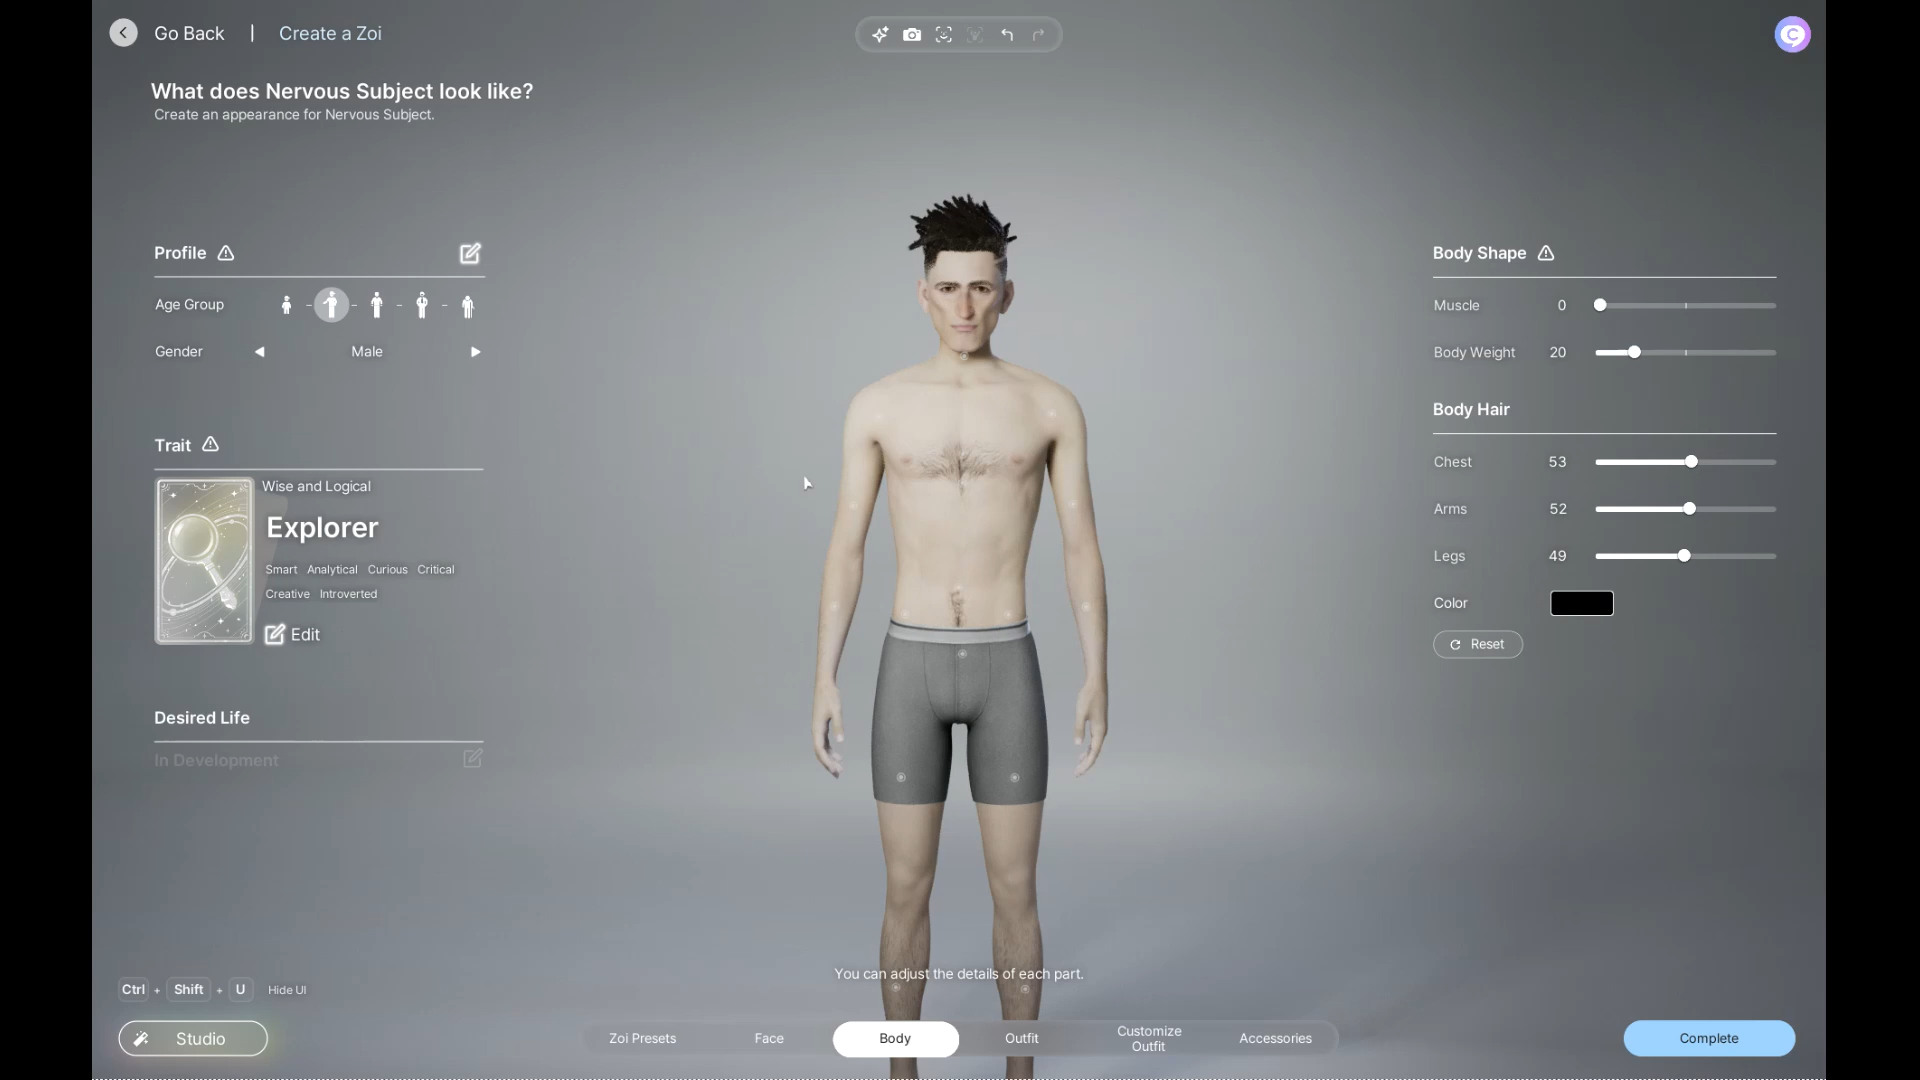 Go Back | Create a Zoi
What does Nervous Subject look like?
Create an appearance for Nervous Subject.
Profile
Age Group
Gender Male
Trait
Wise and Logical
Explorer
Smart Analytical Curious Critical
Creative Introverted
Edit
Desired Life
In Development
Body Shape
Muscle 0
Body Weight 20
Body Hair
Chest 53
Arms 52
Legs 49
Color
Reset
You can adjust the details of each part.
Ctrl + Shift + U Hide UI
Studio
Zoi Presets
Face
Body
Outfit
Customize
Outfit
Accessories
Complete